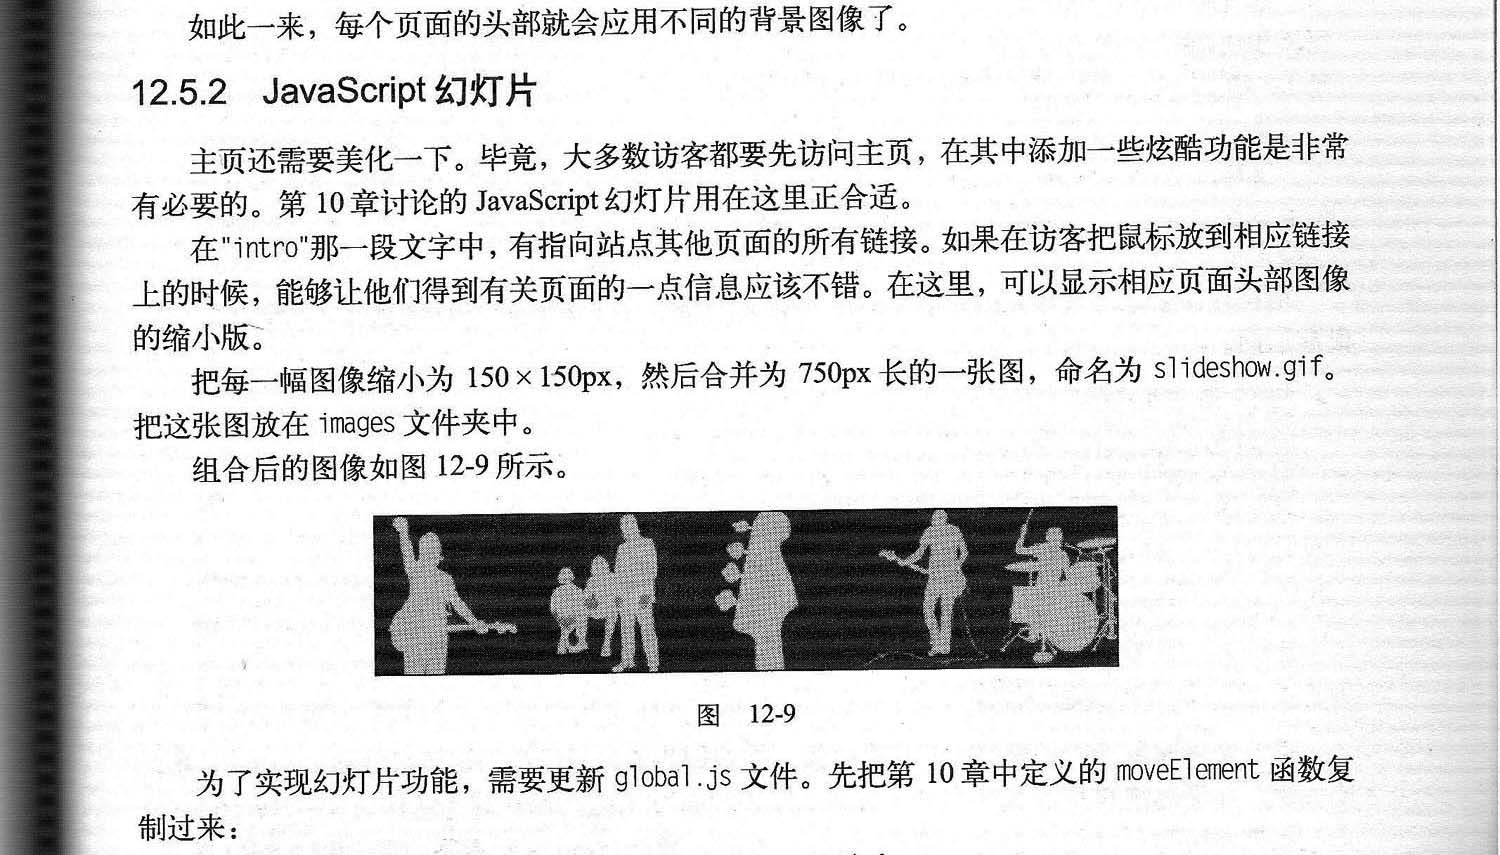 如此一来，每个页面的头部就会应用不同的背景图像了。
12.5.2 JavaScript 幻灯片
主页还需要美化一下。毕竟，大多数访客都要先访问主页，在其中添加一些炫酷功能是非常
有必要的。第 10 章讨论的 JavaScript 幻灯片用在这里正合适。
在"intro"那一段文字中，有指向站点其他页面的所有链接。如果在访客把鼠标放到相应链接
上的时候，能够让他们得到有关页面的一点信息应该不错。在这里，可以显示相应页面头部图像
的缩小版。
把每一幅图像缩小为 150×150px，然后合并为 750px 长的一张图，命名为 slideshow.gif。
把这张图放在 images 文件夹中。
组合后的图像如图 12-9 所示。
图 12-9
为了实现幻灯片功能，需要更新 global.js 文件。先把第 10 章中定义的 moveElement 函数复
制过来：